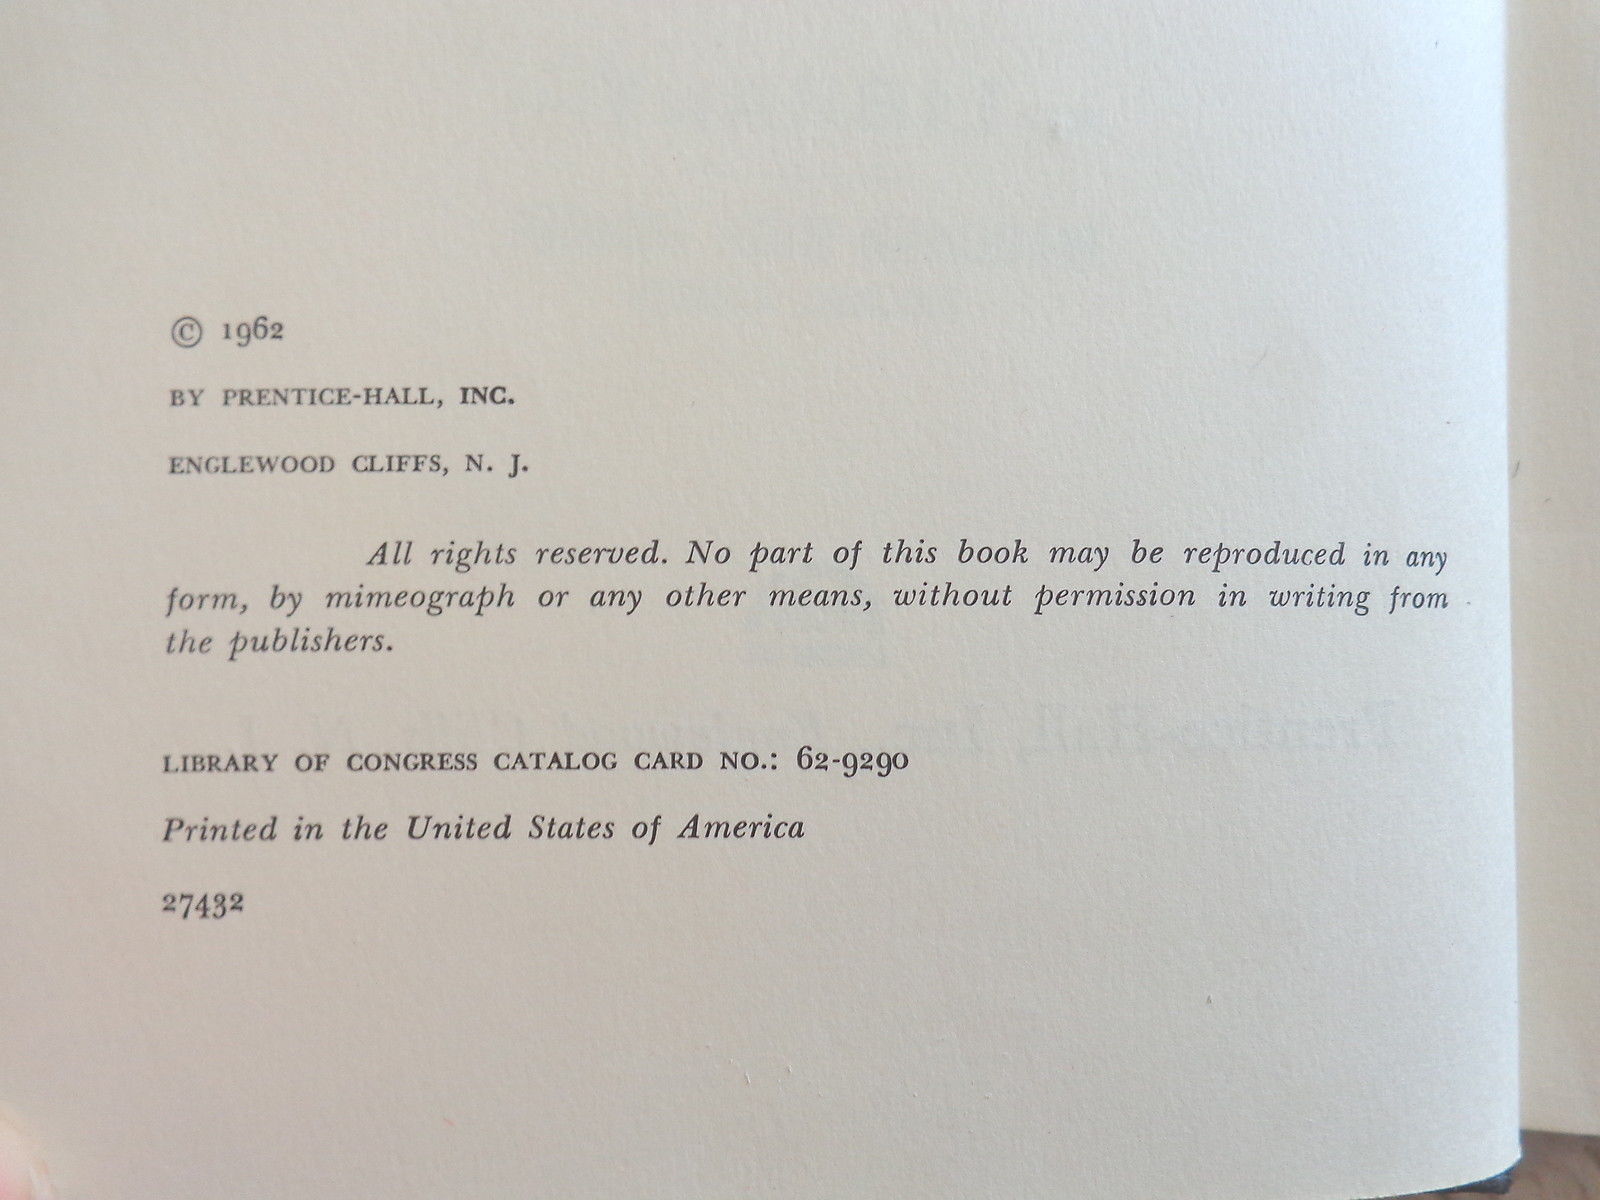 © 1962
BY PRENTICE-HALL, INC.
ENGLEWOOD CLIFFS, N. J.
All rights reserved. No part of this book may be reproduced in any
form, by mimeograph or any other means, without permission in writing from
the publishers.
LIBRARY OF CONGRESS CATALOG CARD NO.: 62-9290
Printed in the United States of America
27432